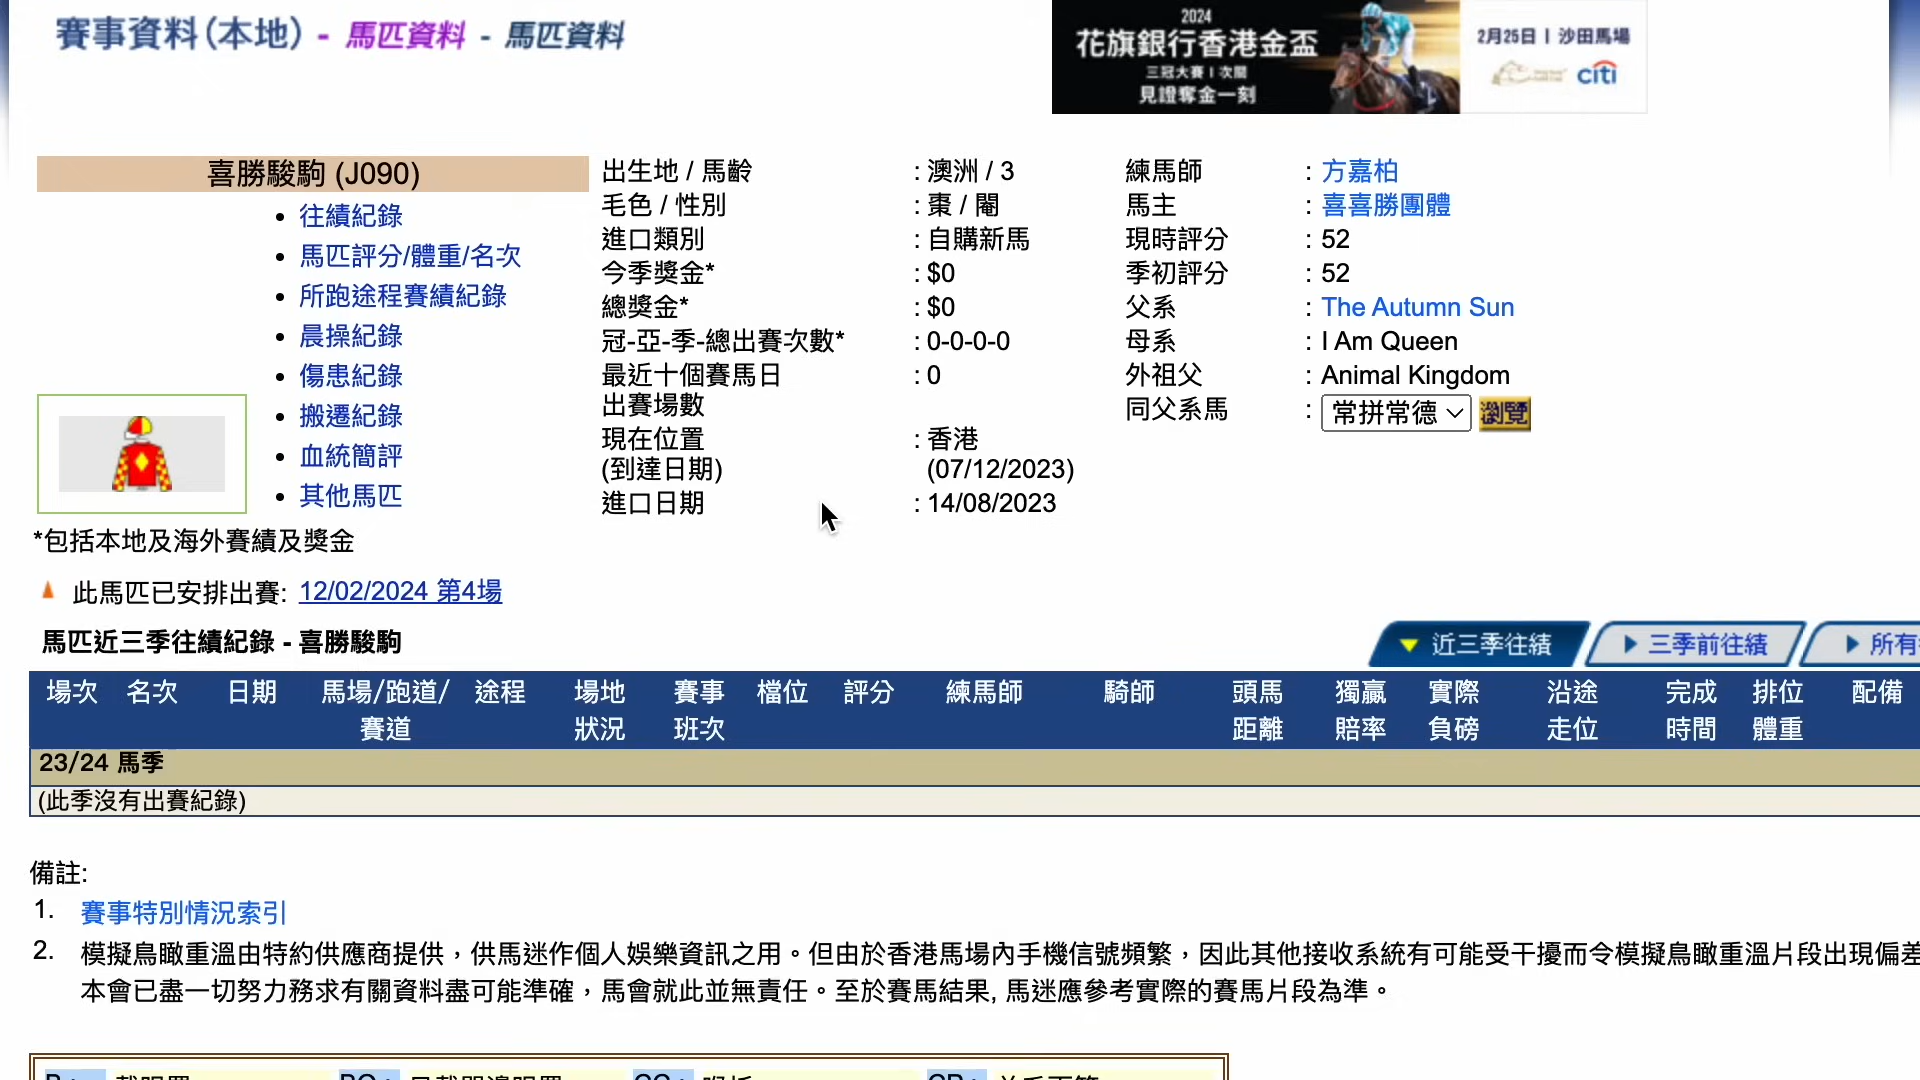 賽事資料(本地) - 馬匹資料 - 馬匹資料
2024
花旗銀行香港金盃
三冠大賽 | 次關
見證奪金一刻
2月25日 | 沙田馬場
citi
喜勝駿駒 (J090)
• 往績紀錄
• 馬匹評分/體重/名次
• 所跑途程賽績紀錄
• 晨操紀錄
• 傷患紀錄
• 搬遷紀錄
• 血統簡評
• 其他馬匹
出生地 / 馬齡 : 澳洲 / 3
毛色 / 性別 : 棗 / 閹
進口類別 : 自購新馬
今季獎金* : $0
總獎金* : $0
冠-亞-季-總出賽次數* : 0-0-0-0
最近十個賽馬日 : 0
出賽場數
現在位置 : 香港
(到達日期) (07/12/2023)
進口日期 : 14/08/2023
練馬師 : 方嘉柏
馬主 : 喜喜勝團體
現時評分 : 52
季初評分 : 52
父系 : The Autumn Sun
母系 : I Am Queen
外祖父 : Animal Kingdom
同父系馬 : 常拼常德 瀏覽
*包括本地及海外賽績及獎金
此馬匹已安排出賽: 12/02/2024 第4場
馬匹近三季往績紀錄 - 喜勝駿駒
近三季往績 三季前往績 所有
場次 名次 日期 馬場/跑道/ 途程 場地 賽事 檔位 評分 練馬師 騎師 頭馬 獨贏 實際 沿途 完成 排位 配備
賽道 狀況 班次 距離 賠率 負磅 走位 時間 體重
23/24 馬季
(此季沒有出賽紀錄)
備註:
1. 賽事特別情況索引
2. 模擬鳥瞰重溫由特約供應商提供，供馬迷作個人娛樂資訊之用。但由於香港馬場內手機信號頻繁，因此其他接收系統有可能受干擾而令模擬鳥瞰重溫片段出現偏差
本會已盡一切努力務求有關資料盡可能準確，馬會就此並無責任。至於賽馬結果, 馬迷應參考實際的賽馬片段為準。